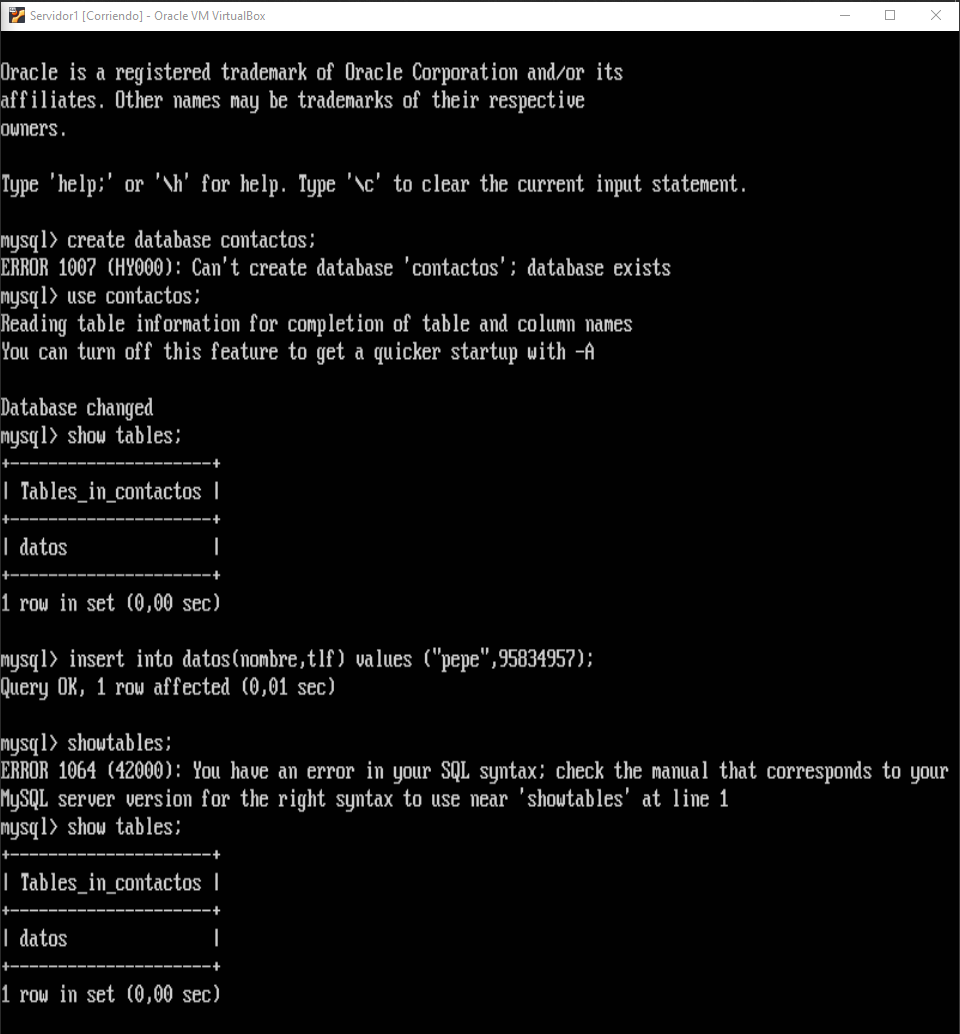 Servidor1 [Corriendo] - Oracle VM VirtualBox
Oracle is a registered trademark of Oracle Corporation and/or its
affiliates. Other names may be trademarks of their respective
owners.
Type 'help;' or '\h' for help. Type '\c' to clear the current input statement.
mysql> create database contactos;
ERROR 1007 (HY000): Can't create database 'contactos'; database exists
mysql> use contactos;
Reading table information for completion of table and column names
You can turn off this feature to get a quicker startup with -A
Database changed
mysql> show tables;
+---------------------+
| Tables_in_contactos |
+---------------------+
| datos               |
+---------------------+
1 row in set (0,00 sec)
mysql> insert into datos(nombre,tlf) values ("pepe",95834957);
Query OK, 1 row affected (0,01 sec)
mysql> showtables;
ERROR 1064 (42000): You have an error in your SQL syntax; check the manual that corresponds to your
MySQL server version for the right syntax to use near 'showtables' at line 1
mysql> show tables;
+---------------------+
| Tables_in_contactos |
+---------------------+
| datos               |
+---------------------+
1 row in set (0,00 sec)